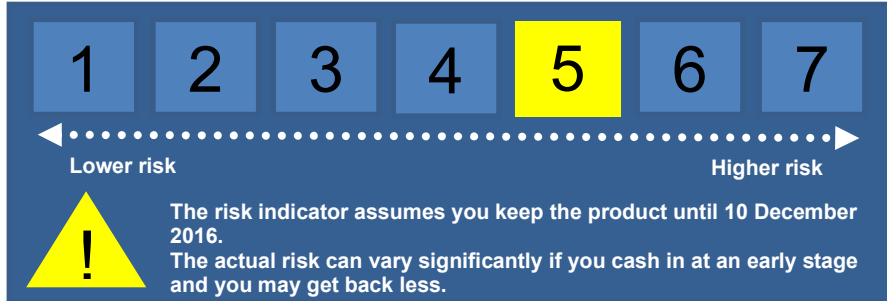 1 2 3 4 5 6 7
Lower risk Higher risk
!
The risk indicator assumes you keep the product until 10 December
2016.
The actual risk can vary significantly if you cash in at an early stage
and you may get back less.